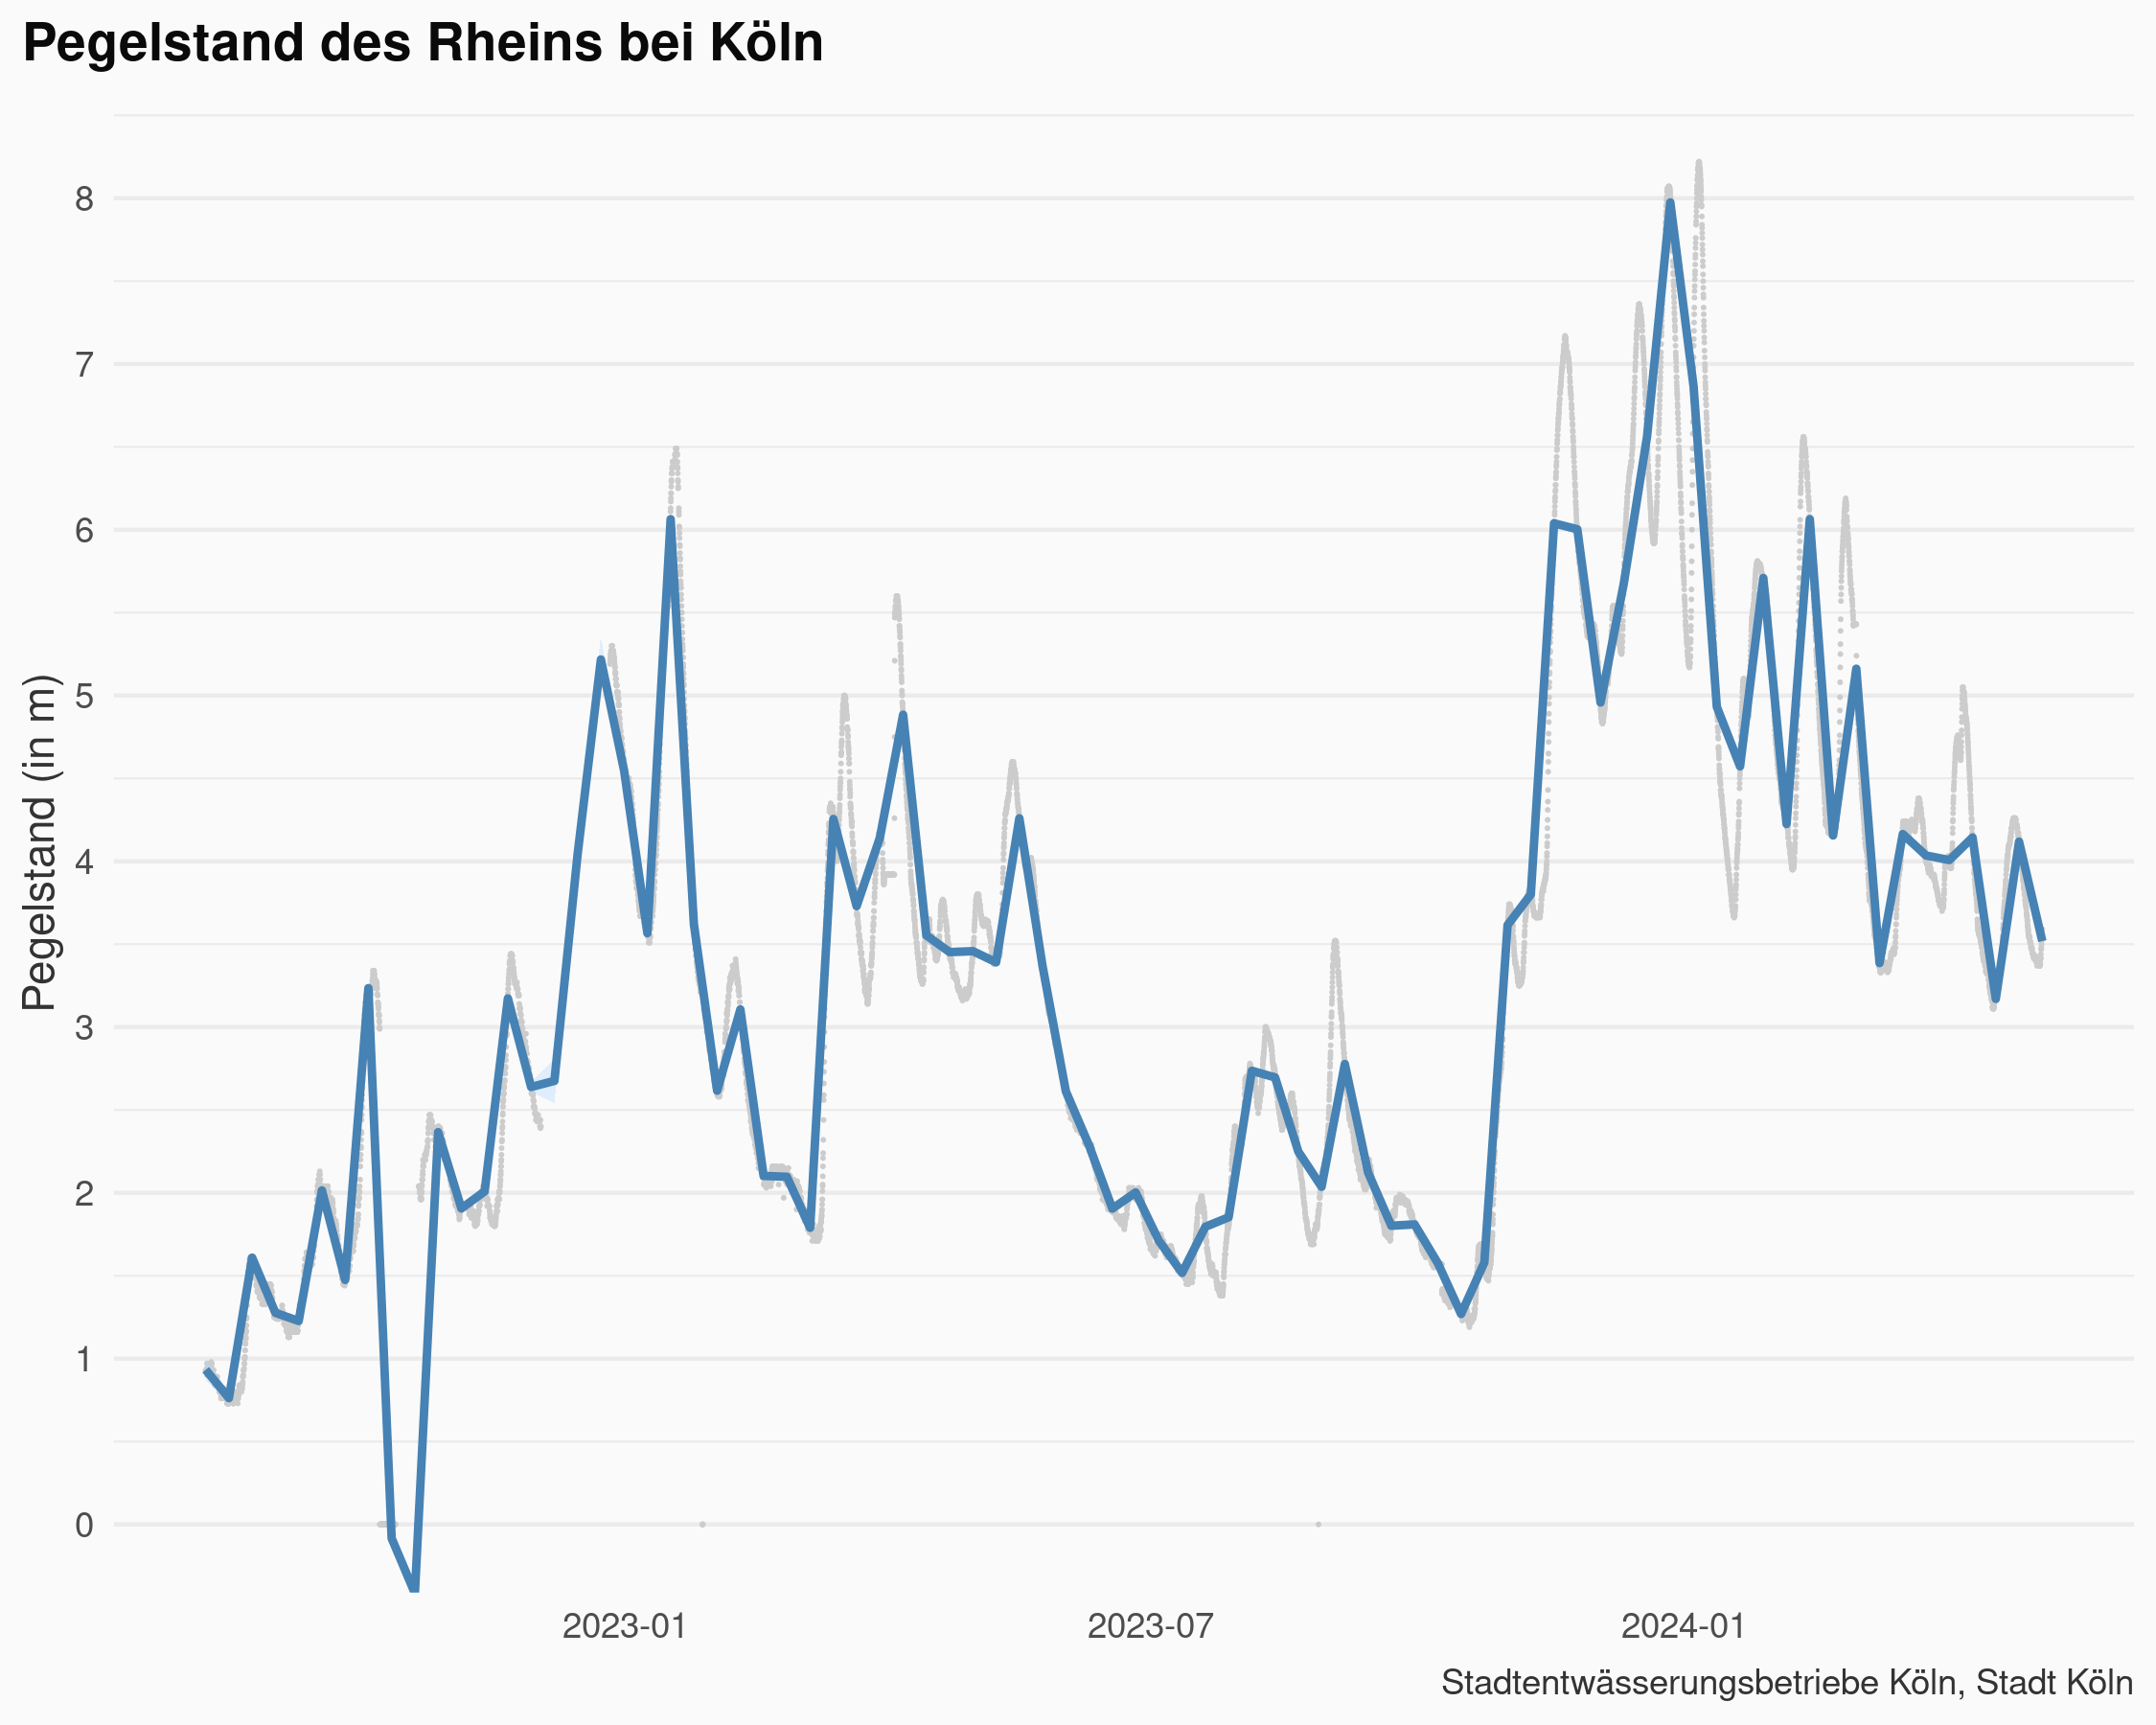 Pegelstand des Rheins bei Köln
Pegelstand (in m)
8
7
6
5
4
3
2
1
0
2023-01 2023-07 2024-01
Stadtentwässerungsbetriebe Köln, Stadt Köln